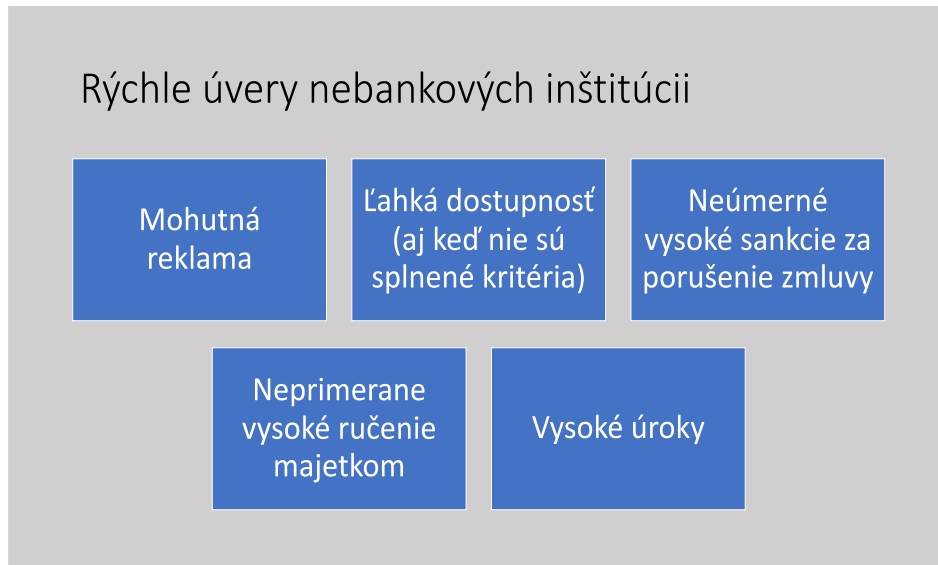 Rýchle úvery nebankových inštitúcii
Mohutná
reklama
Ľahká dostupnosť
(aj keď nie sú
splnené kritéria)
Neúmerné
vysoké sankcie za
porušenie zmluvy
Neprimerane
vysoké ručenie
majetkom
Vysoké úroky